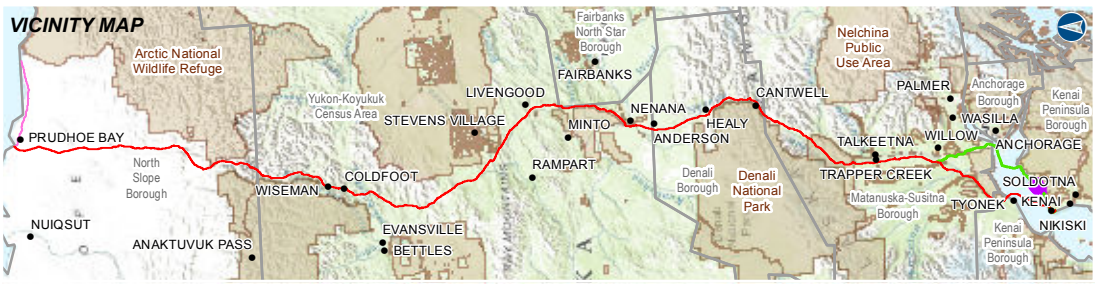 VICINITY MAP
Arctic National
Wildlife Refuge
PRUDHOE BAY
North
Slope
Borough
NUIQSUT
ANAKTUVUK PASS
WISEMAN
COLDFOOT
Yukon-Koyukuk
Census Area
EVANSVILLE
BETTLES
STEVENS VILLAGE
LIVENGOOD
RAMPART
MINTO
Fairbanks
North Star
Borough
FAIRBANKS
NENANA
ANDERSON
HEALY
CANTWELL
Denali
Borough
Denali
National
Park
Nelchina
Public
Use Area
TALKEETNA
TRAPPER CREEK
Matanuska-Susitna
Borough
PALMER
WILLOW
WASILLA
Anchorage
Borough
ANCHORAGE
Kenai
Peninsula
Borough
SOLDOTNA
KENAI
NIKISKI
TYONEK
Kenai
Peninsula
Borough